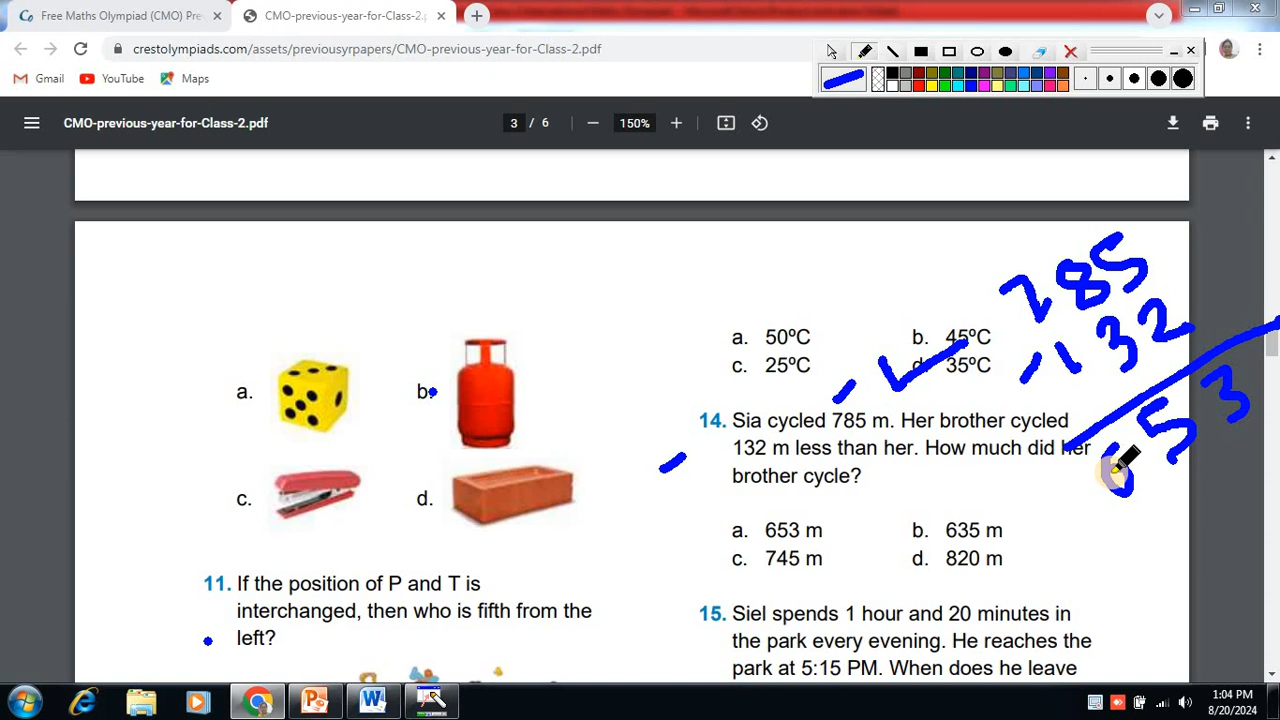 Free Maths Olympiad (CMO) Pre
CMO-previous-year-for-Class-2.p
crestolympiads.com/assets/previousyrpapers/CMO-previous-year-for-Class-2.pdf
Gmail
YouTube
Maps
CMO-previous-year-for-Class-2.pdf
3 / 6
150%
a.
b.
c.
d.
11. If the position of P and T is
interchanged, then who is fifth from the
left?
a. 50ºC
b. 45ºC
c. 25ºC
d. 35ºC
14. Sia cycled 785 m. Her brother cycled
132 m less than her. How much did her
brother cycle?
a. 653 m
b. 635 m
c. 745 m
d. 820 m
15. Siel spends 1 hour and 20 minutes in
the park every evening. He reaches the
park at 5:15 PM. When does he leave
785
-132
653
1:04 PM
8/20/2024